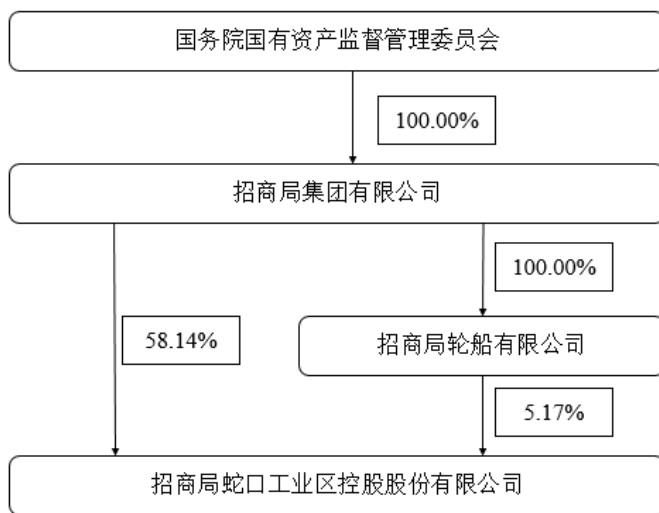 国务院国有资产监督管理委员会
100.00%
招商局集团有限公司
100.00%
58.14%
招商局轮船有限公司
5.17%
招商局蛇口工业区控股股份有限公司